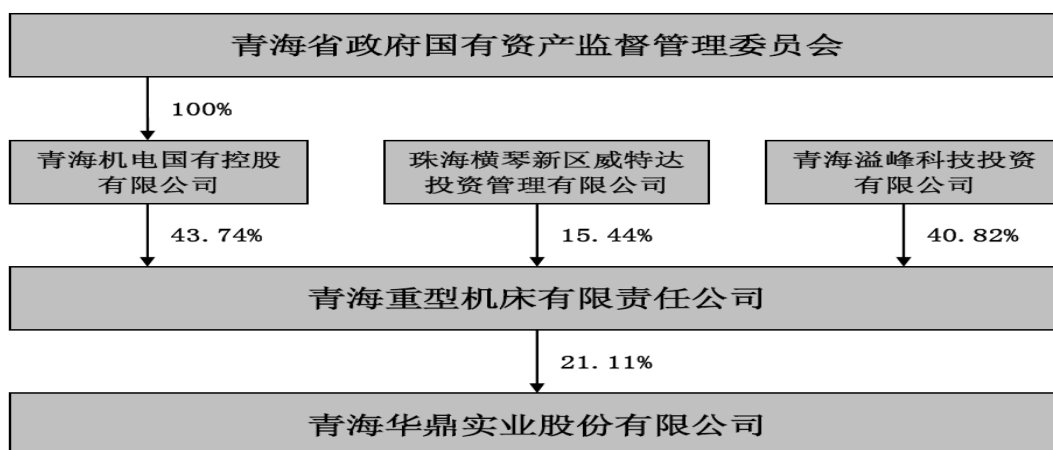 青海省政府国有资产监督管理委员会
100%
青海机电国有控股
有限公司
珠海横琴新区威特达
投资管理有限公司
青海溢峰科技投资
有限公司
43.74%
15.44%
40.82%
青海重型机床有限责任公司
21.11%
青海华鼎实业股份有限公司